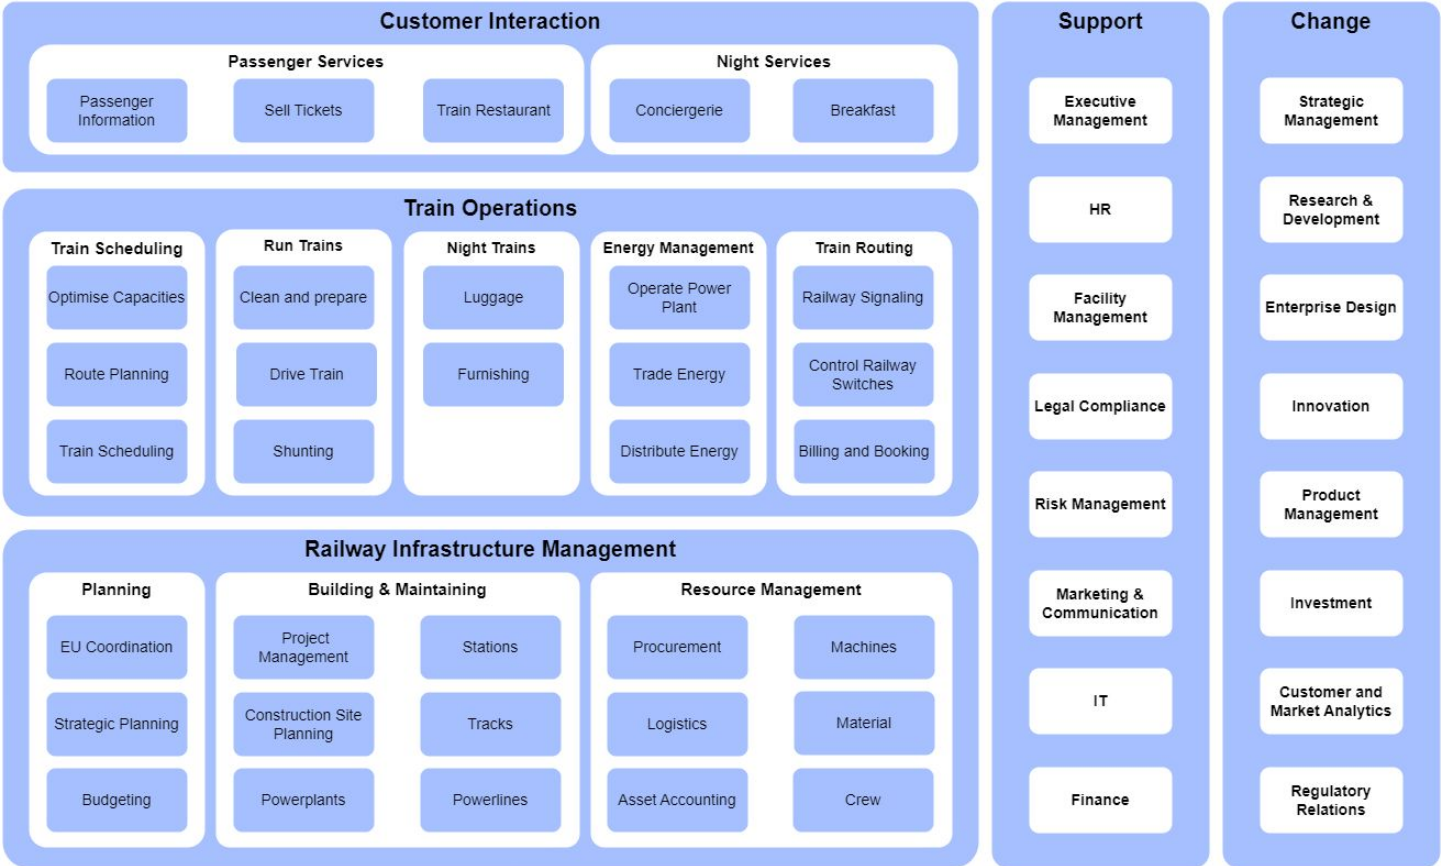 Customer Interaction
Passenger Services
Passenger
Information
Sell Tickets
Train Restaurant
Night Services
Conciergerie
Breakfast
Train Operations
Train Scheduling
Optimise Capacities
Route Planning
Train Scheduling
Run Trains
Clean and prepare
Drive Train
Shunting
Night Trains
Luggage
Furnishing
Energy Management
Operate Power
Plant
Trade Energy
Distribute Energy
Train Routing
Railway Signaling
Control Railway
Switches
Billing and Booking
Railway Infrastructure Management
Planning
EU Coordination
Strategic Planning
Budgeting
Building & Maintaining
Project
Management
Stations
Construction Site
Planning
Tracks
Powerplants
Powerlines
Resource Management
Procurement
Machines
Logistics
Material
Asset Accounting
Crew
Support
Executive
Management
HR
Facility
Management
Legal Compliance
Risk Management
Marketing &
Communication
IT
Finance
Change
Strategic
Management
Research &
Development
Enterprise Design
Innovation
Product
Management
Investment
Customer and
Market Analytics
Regulatory
Relations